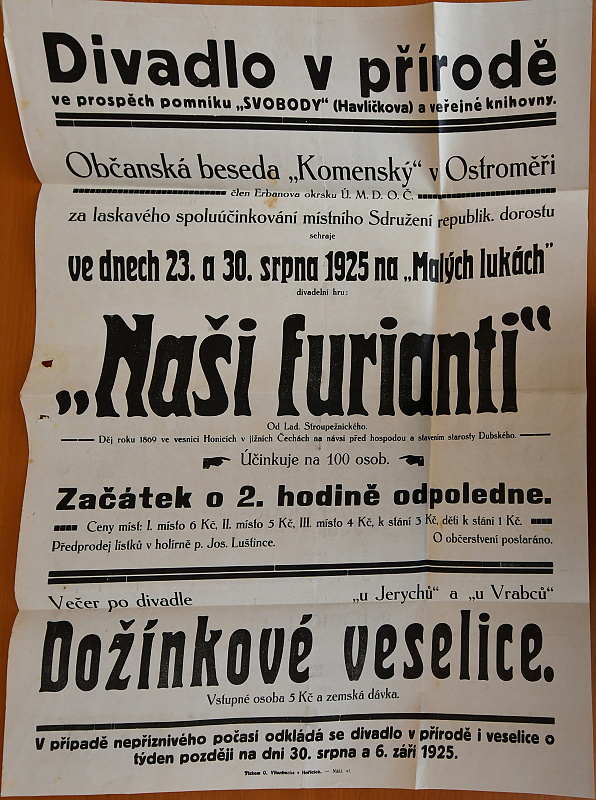 Divadlo v přírodě
ve prospěch pomníku „SVOBODY" (Havlíčkova) a veřejné knihovny.
Občanská beseda „Komenský" v Ostroměři
člen Erbanova okrsku Ú. M. D. O. Č.
za laskavého spoluúčinkování místního Sdružení republik. dorostu
sehraje
ve dnech 23. a 30. srpna 1925 na „Malých lukách"
divadelní hru:
„Naši furianti"
Od Lad. Stroupežnického.
Děj roku 1869 ve vesnici Honicích v jižních Čechách na návsi před hospodou a stavením starosty Dubského.
Účinkuje na 100 osob.
Začátek o 2. hodině odpoledne.
Ceny míst: I. místo 6 Kč, II. místo 5 Kč, III. místo 4 Kč, k stání 3 Kč, děti k stání 1 Kč.
Předprodej lístků v holírně p. Jos. Luštince. O občerstvení postaráno.
Večer po divadle „u Jerychů" a „u Vrabců"
Dožínkové veselice.
Vstupné osoba 5 Kč a zemská dávka.
V případě nepříznivého počasí odkládá se divadlo v přírodě i veselice o
týden později na dni 30. srpna a 6. září 1925.
Tiskem O. v Hořicích. — Nákl. vl.